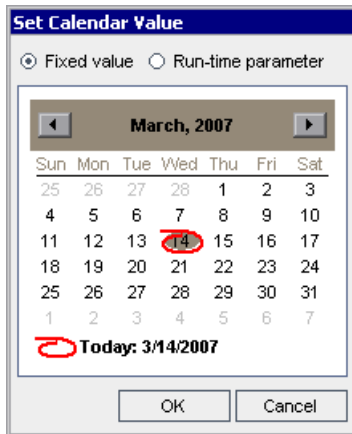 Set Calendar Value
Fixed value Run-time parameter
March, 2007
Sun Mon Tue Wed Thu Fri Sat
25 26 27 28 1 2 3
4 5 6 7 8 9 10
11 12 13 14 15 16 17
18 19 20 21 22 23 24
25 26 27 28 29 30 31
1 2 3 4 5 6 7
Today: 3/14/2007
OK Cancel